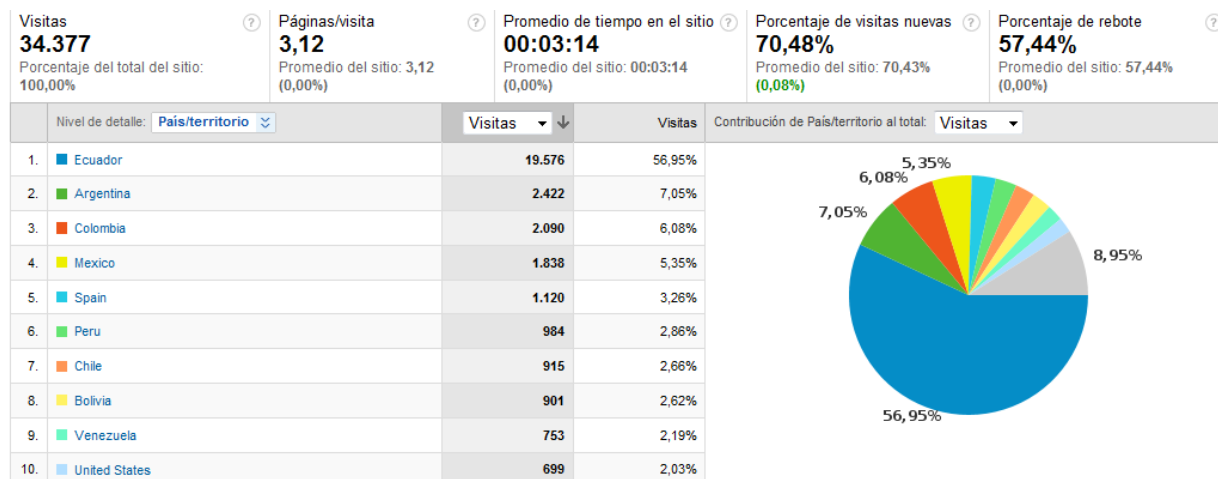 Visitas ?
34.377
Porcentaje del total del sitio:
100,00%
Páginas/visita ?
3,12
Promedio del sitio: 3,12
(0,00%)
Promedio de tiempo en el sitio ?
00:03:14
Promedio del sitio: 00:03:14
(0,00%)
Porcentaje de visitas nuevas ?
70,48%
Promedio del sitio: 70,43%
(0,08%)
Porcentaje de rebote ?
57,44%
Promedio del sitio: 57,44%
(0,00%)
Nivel de detalle: País/territorio Visitas Visitas Contribución de País/territorio al total: Visitas
1. Ecuador 19.576 56,95%
2. Argentina 2.422 7,05%
3. Colombia 2.090 6,08%
4. Mexico 1.838 5,35%
5. Spain 1.120 3,26%
6. Peru 984 2,86%
7. Chile 915 2,66%
8. Bolivia 901 2,62%
9. Venezuela 753 2,19%
10. United States 699 2,03%
5,35%
6,08%
7,05%
8,95%
56,95%